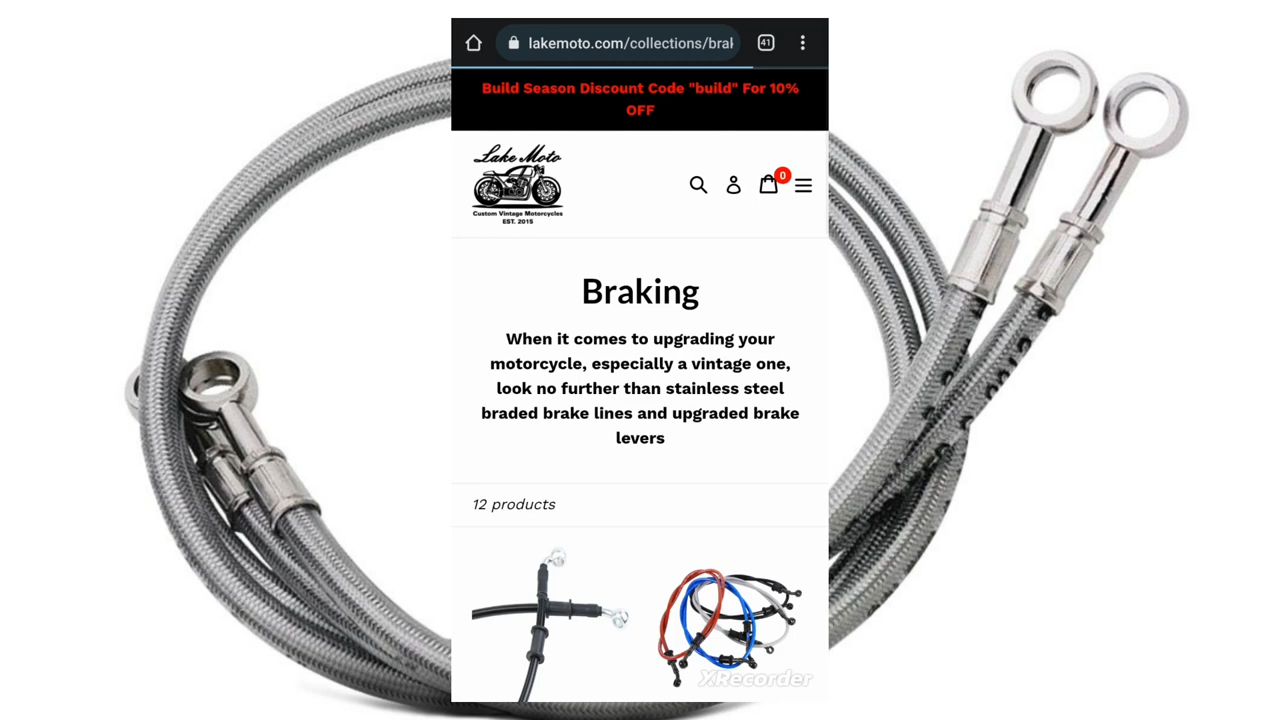 41
lakemoto.com/collections/bral
Build Season Discount Code "build" For 10%
OFF
Lake Moto
Custom Vintage Motorcycles
EST. 2015
0
Braking
When it comes to upgrading your
motorcycle, especially a vintage one,
look no further than stainless steel
braded brake lines and upgraded brake
levers
12 products
XRecorder